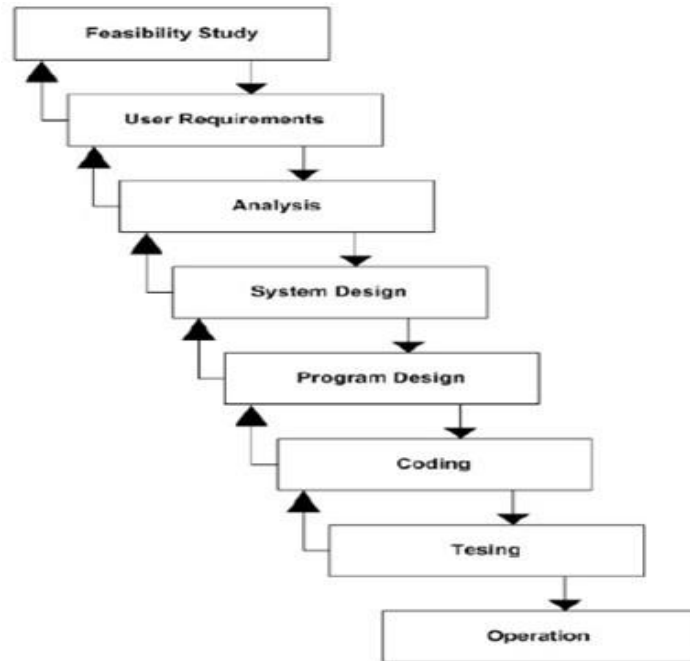 Feasibility Study
User Requirements
Analysis
System Design
Program Design
Coding
Tesing
Operation